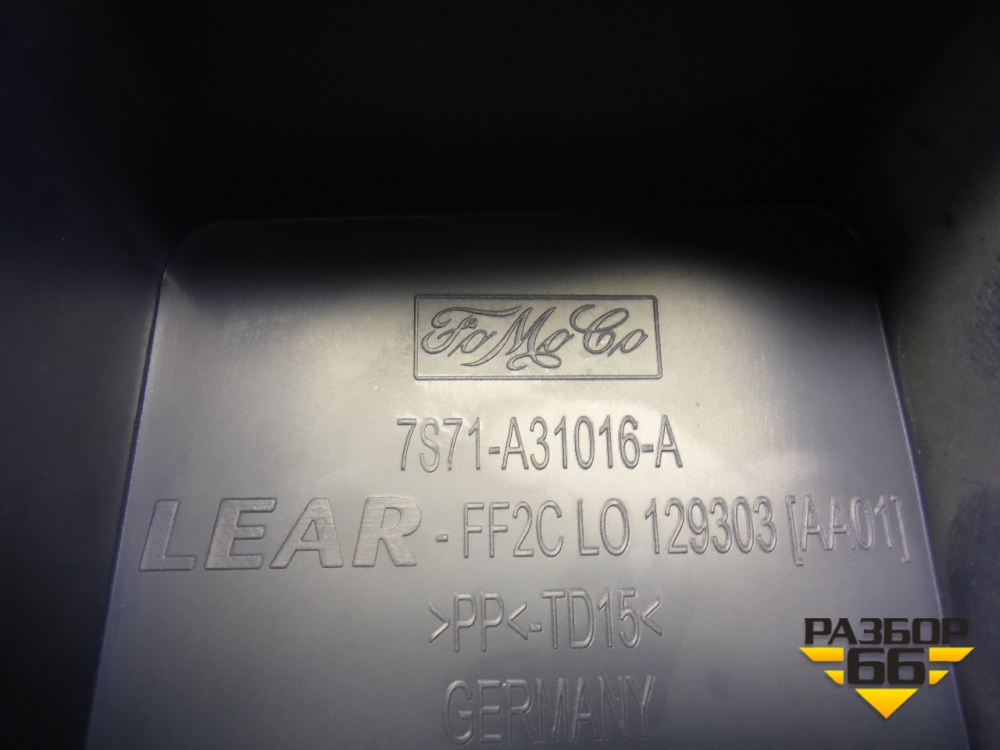 FoMoCo
7S71-A31016-A
LEAR - FF2C LO 129303 [AA01]
>PP<-TD15<
GERMANY
РАЗБОР
66